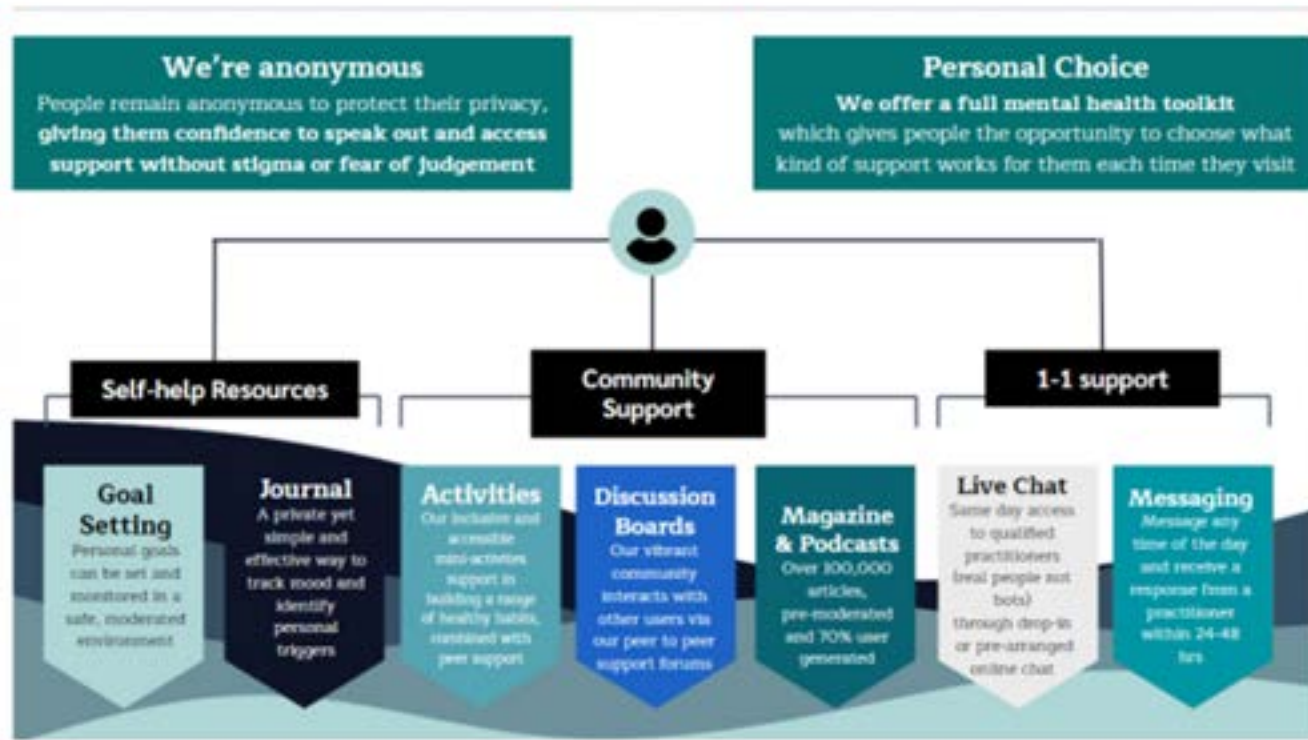 We're anonymous
People remain anonymous to protect their privacy,
giving them confidence to speak out and access
support without stigma or fear of judgement
Personal Choice
We offer a full mental health toolkit
which gives people the opportunity to choose what
kind of support works for them each time they visit
Self-help Resources
Community
Support
1-1 support
Goal
Setting
Personal goals
can be set and
monitored in a
safe, moderated
environment
Journal
A private yet
simple and
effective way to
track mood and
identify
personal
triggers
Activities
Our inclusive and
accessible
mini-activities
support in
building a range
of healthy habits,
combined with
peer support
Discussion
Boards
Our vibrant
community
interacts with
other users via
our peer to peer
support forums
Magazine
& Podcasts
Over
articles,
pre-moderated
and 70% user
generated
Live Chat
Same day access
to qualified
practitioners
(real people not
bots)
through drop-in
or pre-arranged
online chat
Messaging
Message any
time of the day
and receive a
response from a
practitioner
within 24-48
hrs